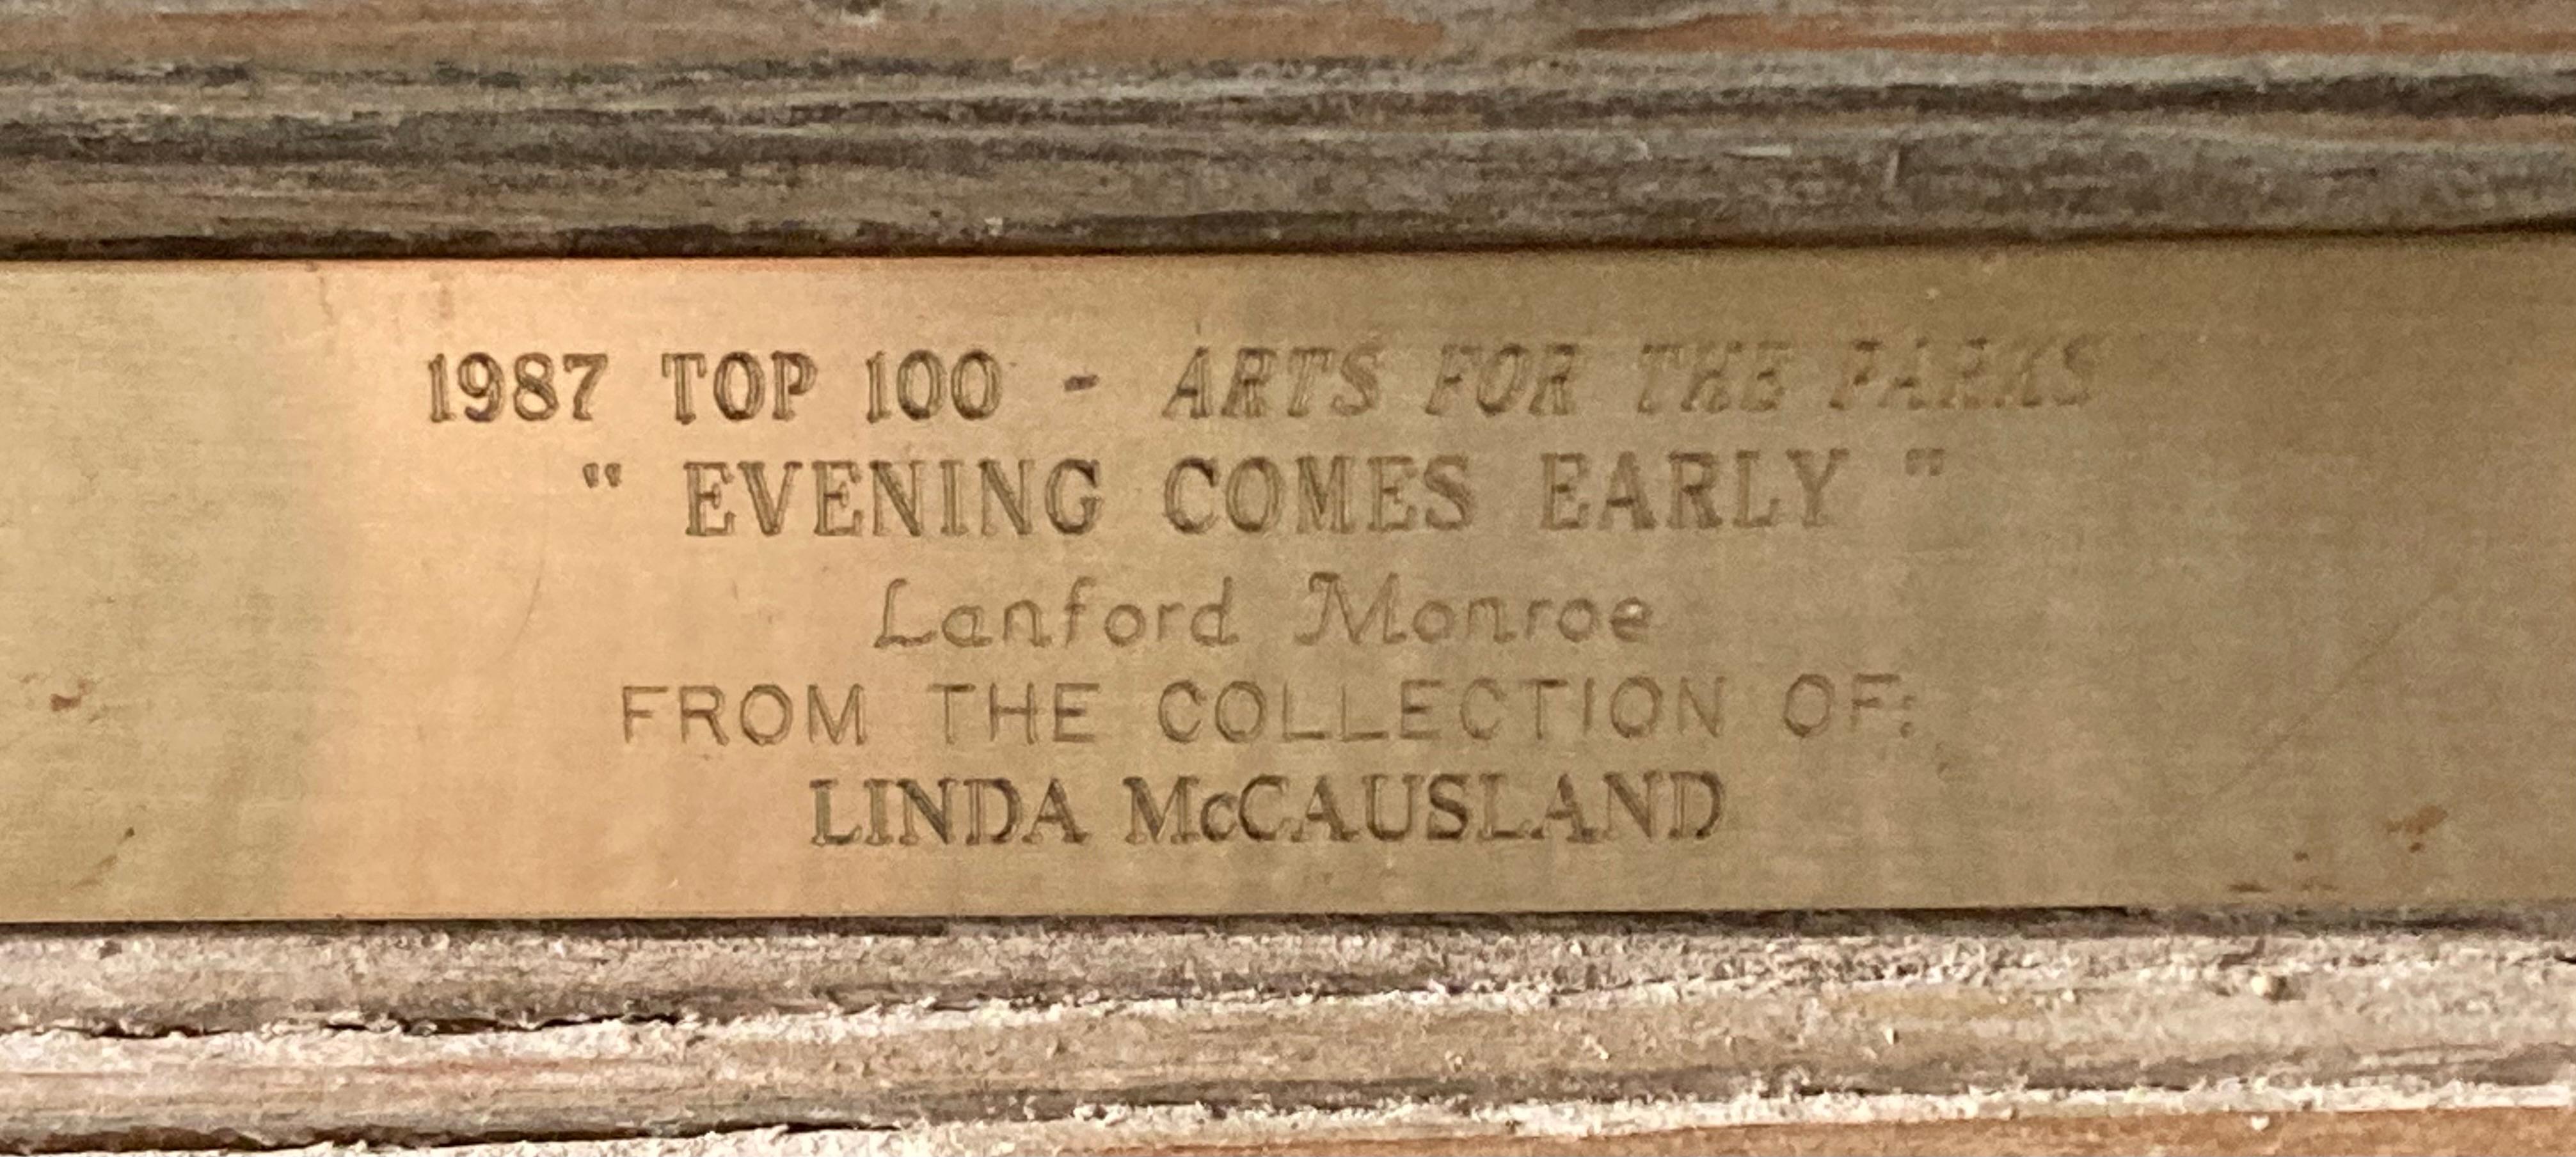 1987 TOP 100 - ARTS FOR THE PARKS
" EVENING COMES EARLY "
Lanford Monroe
FROM THE COLLECTION OF:
LINDA McCAUSLAND